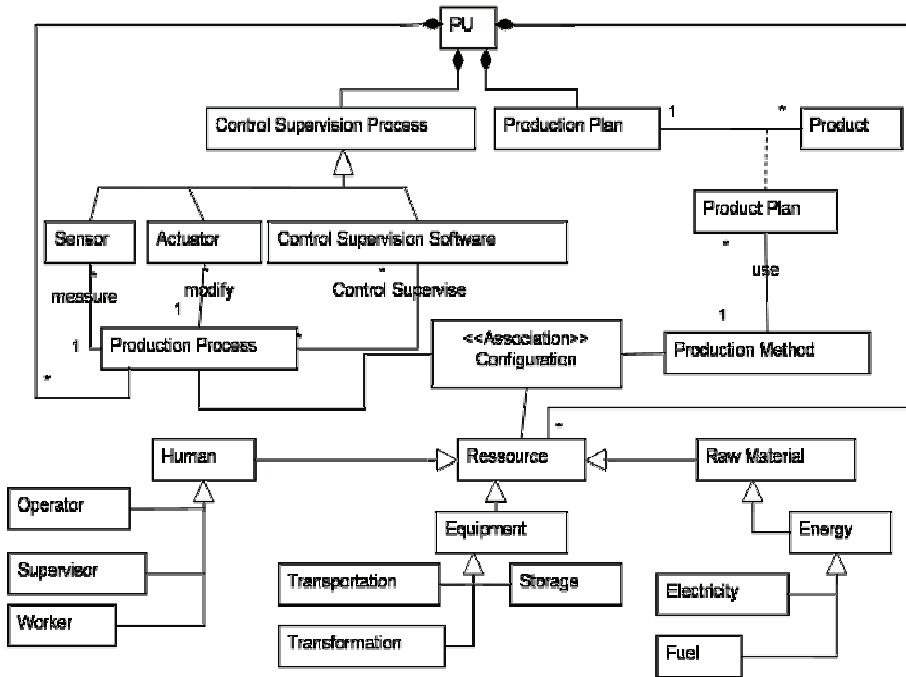 PU
Control Supervision Process
Production Plan
1
*
Product
Product Plan
Sensor
Actuator
Control Supervision Software
*
measure
*
modify
*
Control Supervise
*
use
1
1
*
1
Production Process
<<Association>>
Configuration
Production Method
*
*
Human
Ressource
Raw Material
Operator
Equipment
Energy
Supervisor
Transportation
Storage
Electricity
Worker
Transformation
Fuel